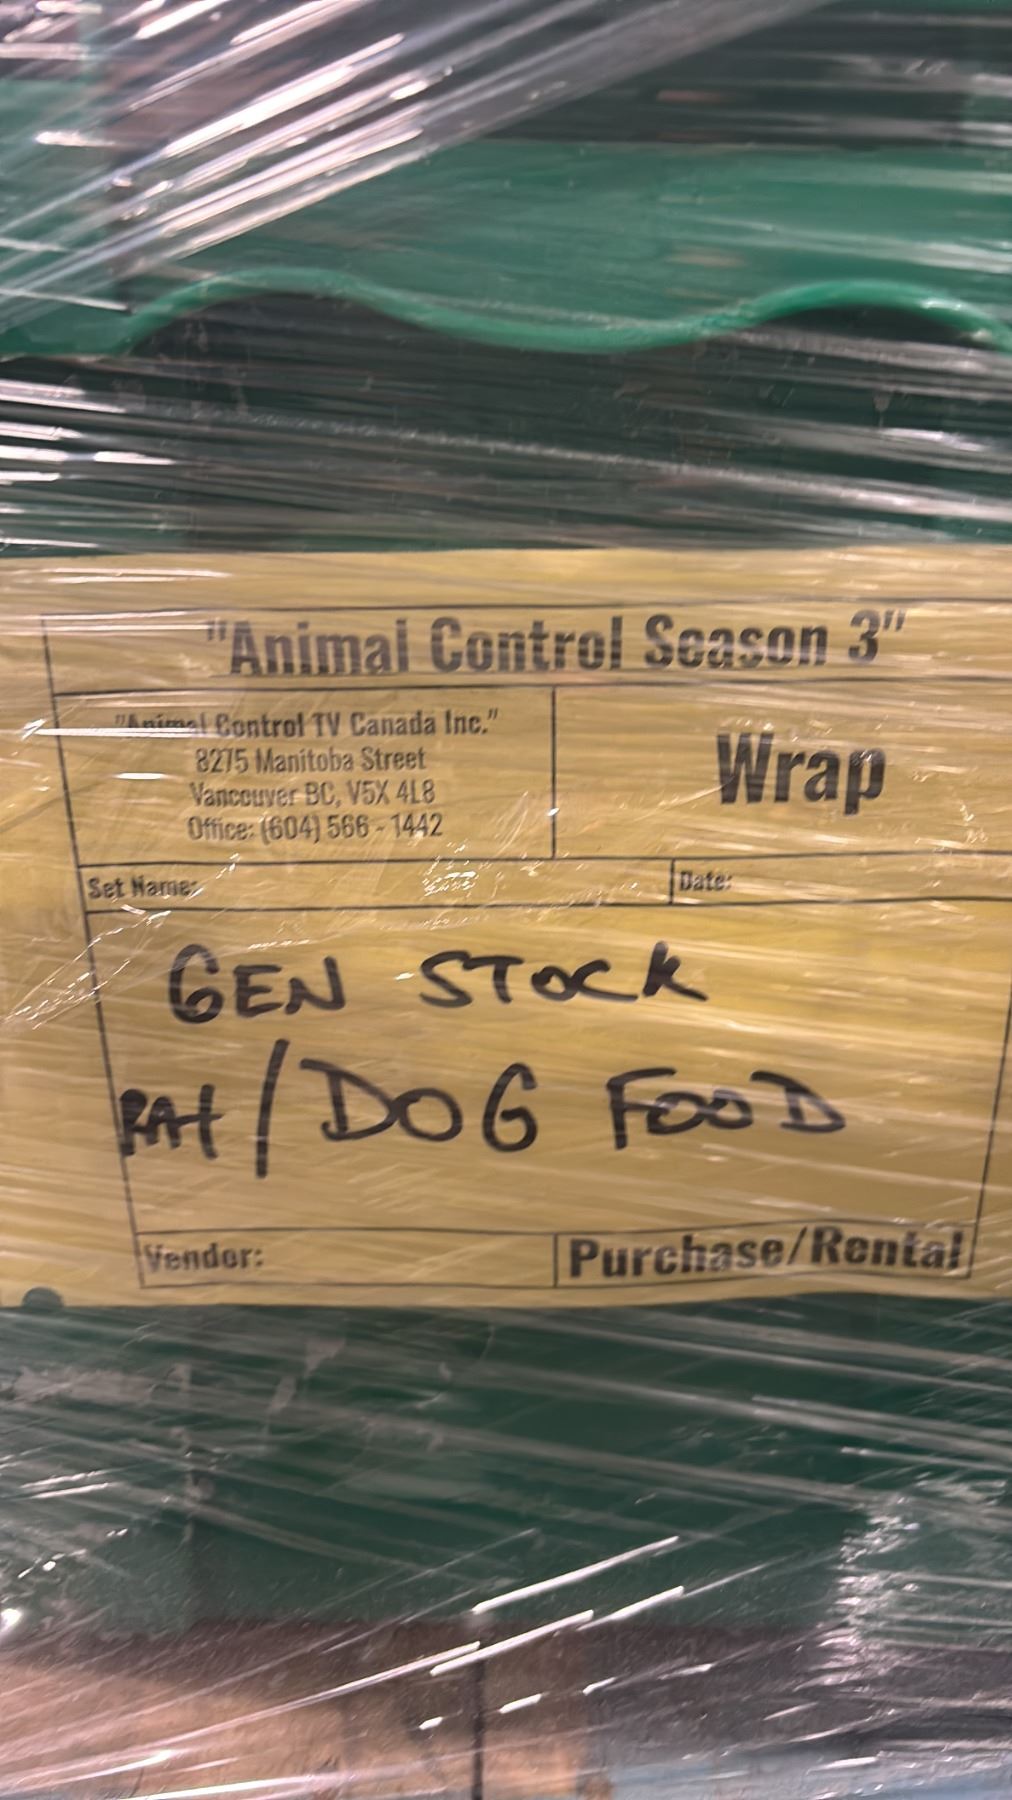 "Animal Control Season 3"
"Animal Control TV Canada Inc."
8275 Manitoba Street
Vancouver BC, V5X 4L8
Office: (604) 566 - 1442
Wrap
Set Name:
Date:
GEN STOCK
RAt / DOG FOOD
Vendor:
Purchase/Rental